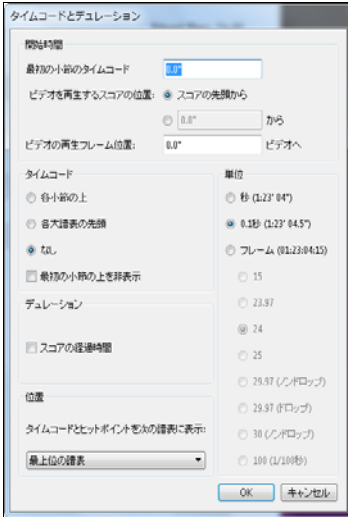 タイムコードとデュレーション
開始時間
最初の小節のタイムコード 0.0"
ビデオを再生するスコアの位置: スコアの先頭から
0.0" から
ビデオの再生フレーム位置: 0.0" ビデオへ
タイムコード
各小節の上
各大譜表の先頭
なし
最初の小節の上を非表示
デュレーション
スコアの経過時間
位置
タイムコードとヒットポイントを次の譜表に表示:
最上位の譜表
単位
秒 (1:23' 04")
0.1秒 (1:23' 04.5")
フレーム (01:23:04:15)
15
23.97
24
25
29.97 (ノンドロップ)
29.97 (ドロップ)
30 (ノンドロップ)
100 (1/100秒)
OK キャンセル